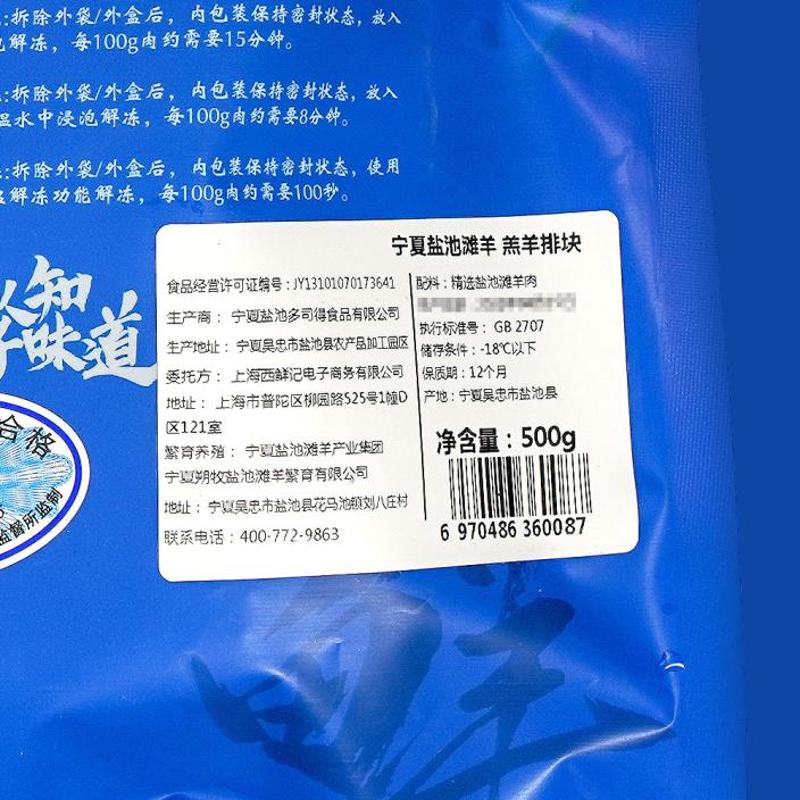 :拆除外袋/外盒后，内包装保持密封状态，放入
解冻，每100g肉约需要15分钟。
:拆除外袋/外盒后，内包装保持密封状态，放入
温水中浸泡解冻，每100g肉约需要8分钟。
:拆除外袋/外盒后，内包装保持密封状态，使用
解冻功能解冻，每100g肉约需要100秒。
知
味道
合格
监督所监制
宁夏盐池滩羊 羔羊排块
食品经营许可证编号：JY13101070173641
生产商： 宁夏盐池多司得食品有限公司
生产地址： 宁夏吴忠市盐池县农产品加工园区
委托方： 上海西鲜记电子商务有限公司
地址： 上海市普陀区柳园路525号1幢D
区121室
繁育养殖： 宁夏盐池滩羊产业集团
宁夏朔牧盐池滩羊繁育有限公司
地址： 宁夏吴忠市盐池县花马池镇刘八庄村
联系电话：400-772-9863
配料：精选盐池滩羊肉
执行标准号： GB 2707
储存条件：-18℃以下
保质期：12个月
产地：宁夏吴忠市盐池县
净含量：500g
6 970486 360087
鲜